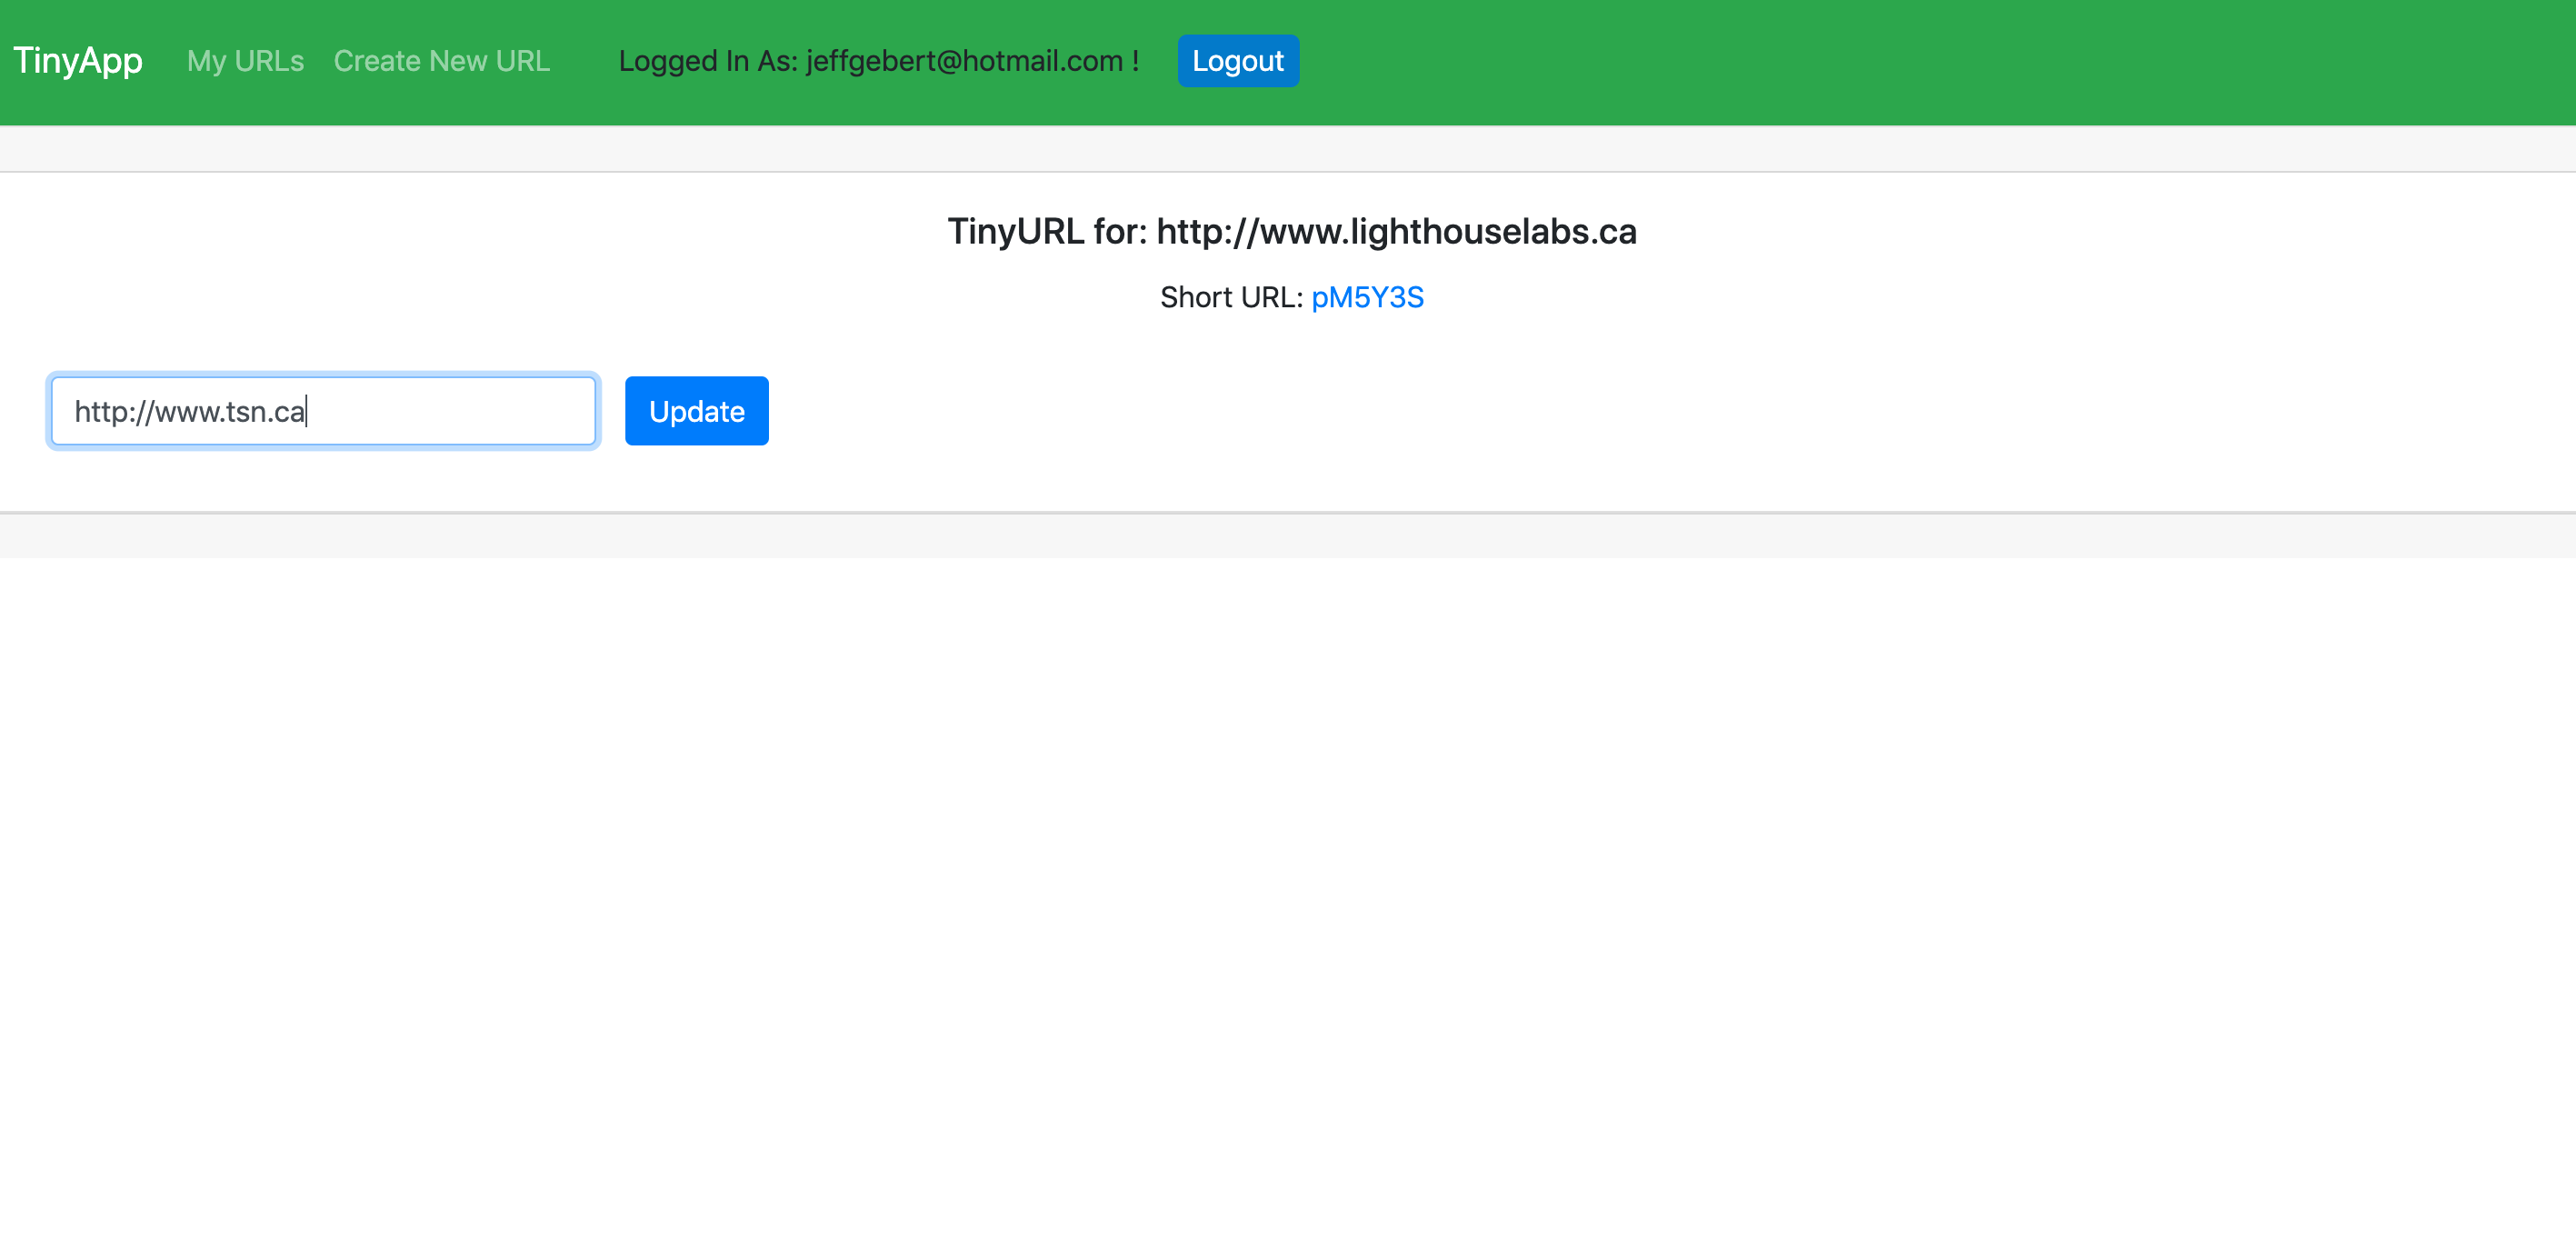 TinyApp My URLs Create New URL Logged In As: jeffgebert@hotmail.com ! Logout
TinyURL for: http://www.lighthouselabs.ca
Short URL: pM5Y3S
http://www.tsn.ca Update